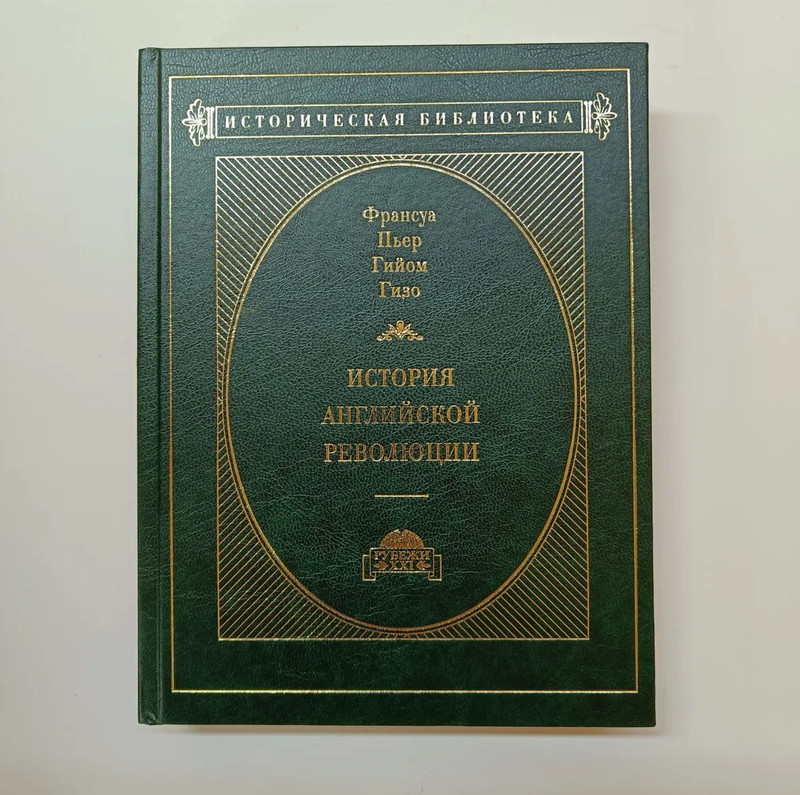 ИСТОРИЧЕСКАЯ БИБЛИОТЕКА
Франсуа
Пьер
Гийом
Гизо
ИСТОРИЯ
АНГЛИЙСКОЙ
РЕВОЛЮЦИИ
РУБЕЖИ
XXI